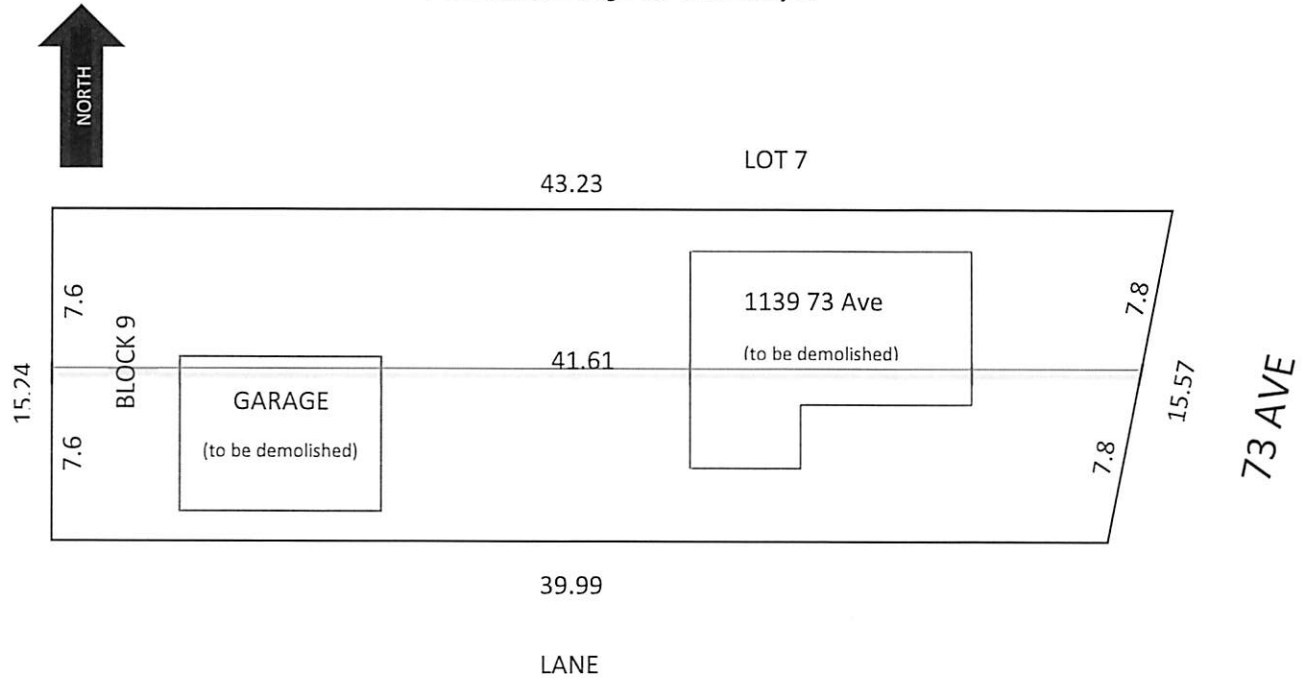 NORTH
LOT 7
43.23
7.6
7.8
BLOCK 9
1139 73 Ave
(to be demolished)
41.61
15.24
15.57
73 AVE
GARAGE
(to be demolished)
7.6
7.8
39.99
LANE